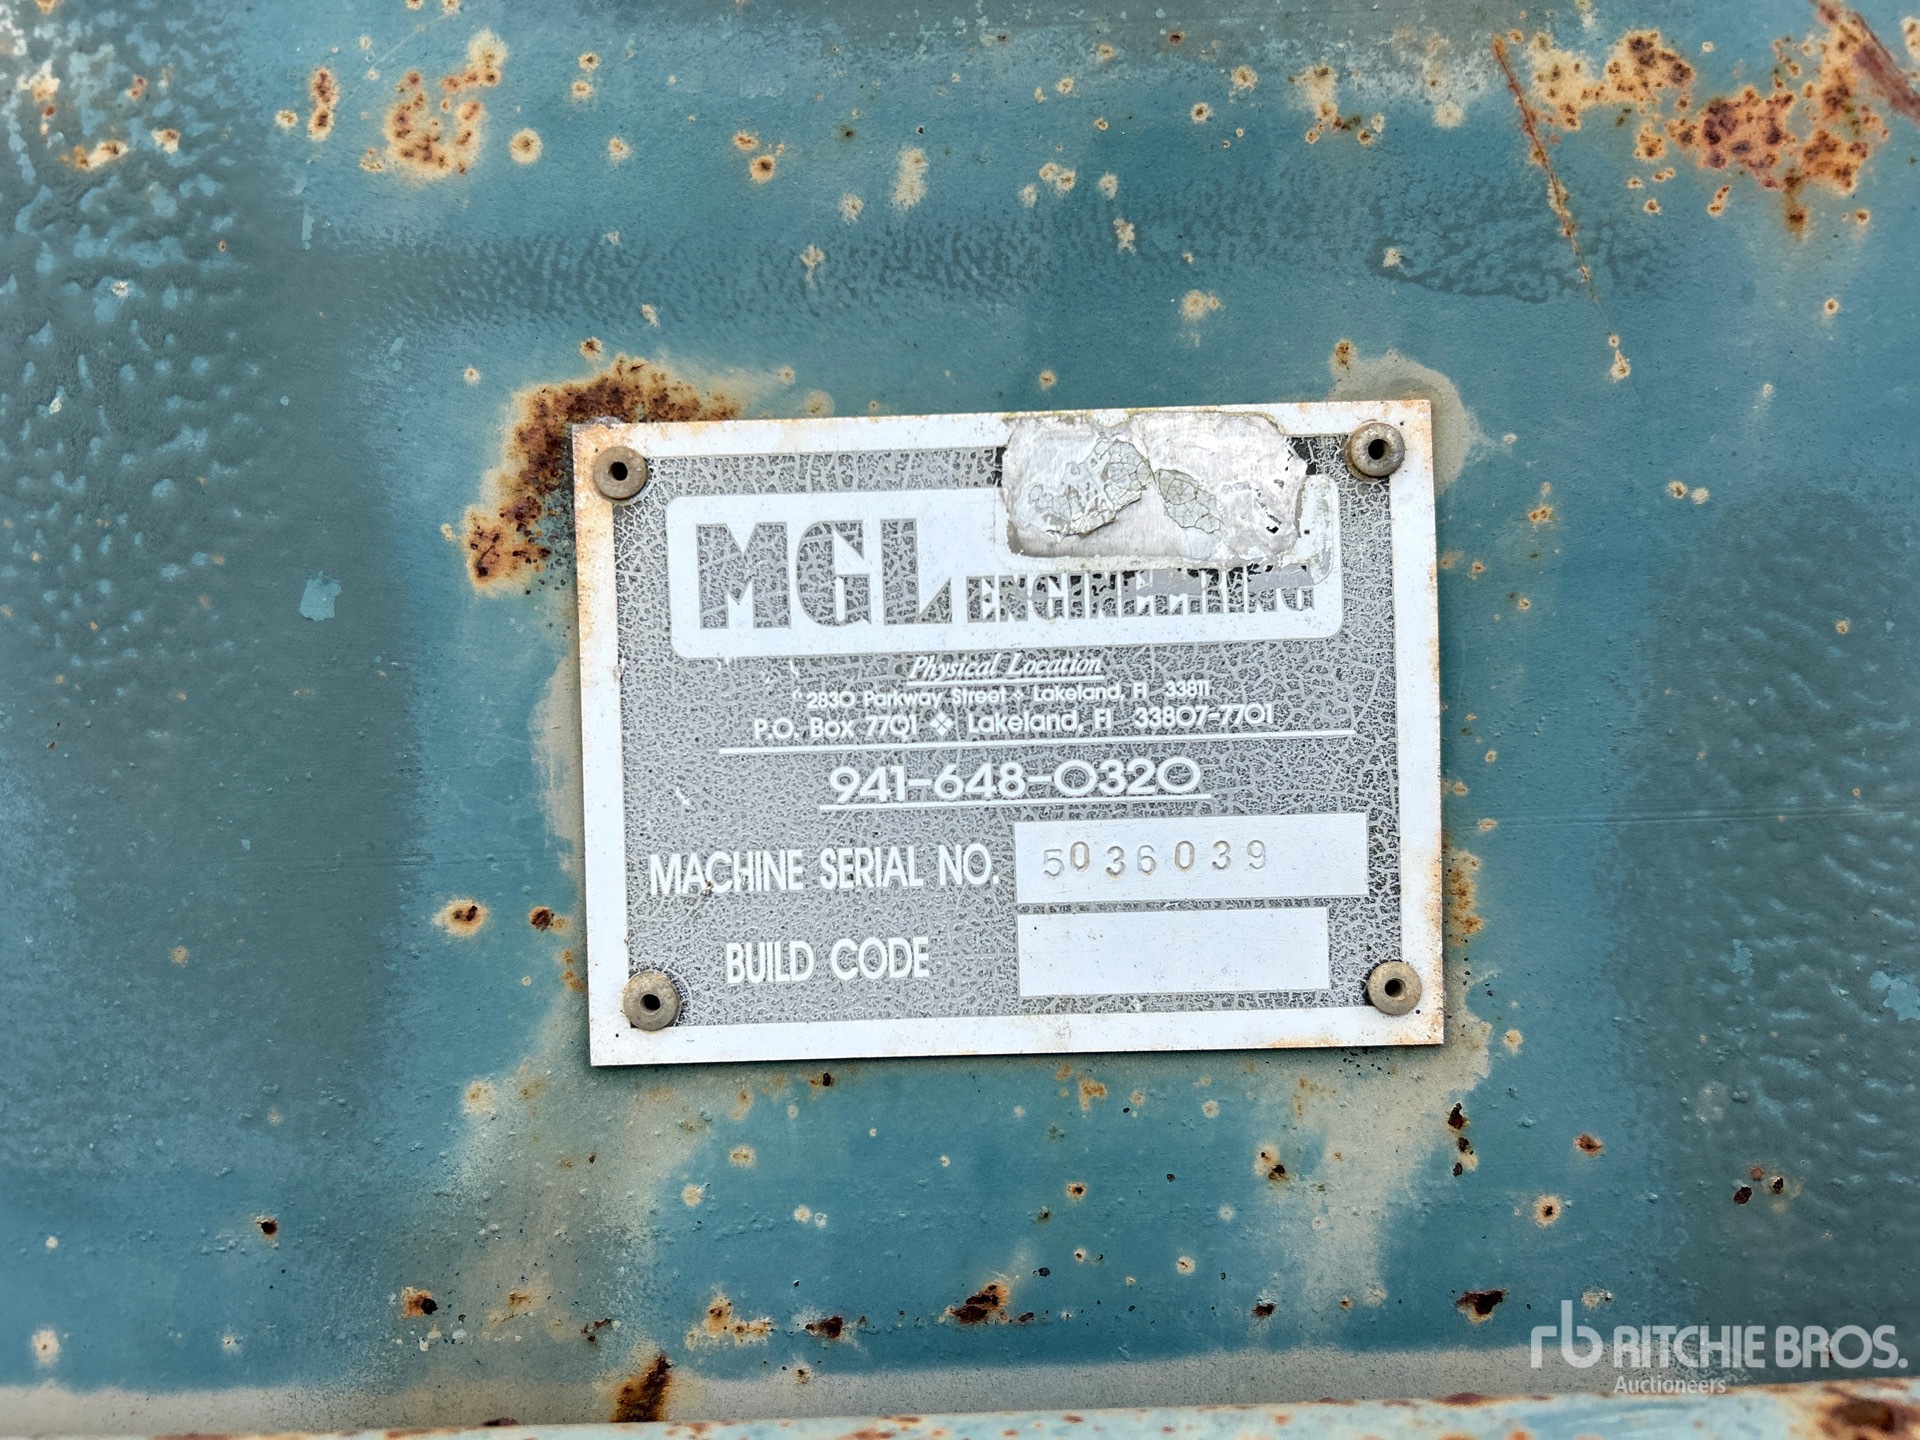 MGL ENGINEERING
Physical Location
2830 Parkway Street ❖ Lakeland, Fl 33811
P.O. Box 7701 ❖ Lakeland, Fl 33807-7701
941-648-0320
MACHINE SERIAL NO. 5036039
BUILD CODE
rb RITCHIE BROS.
Auctioneers